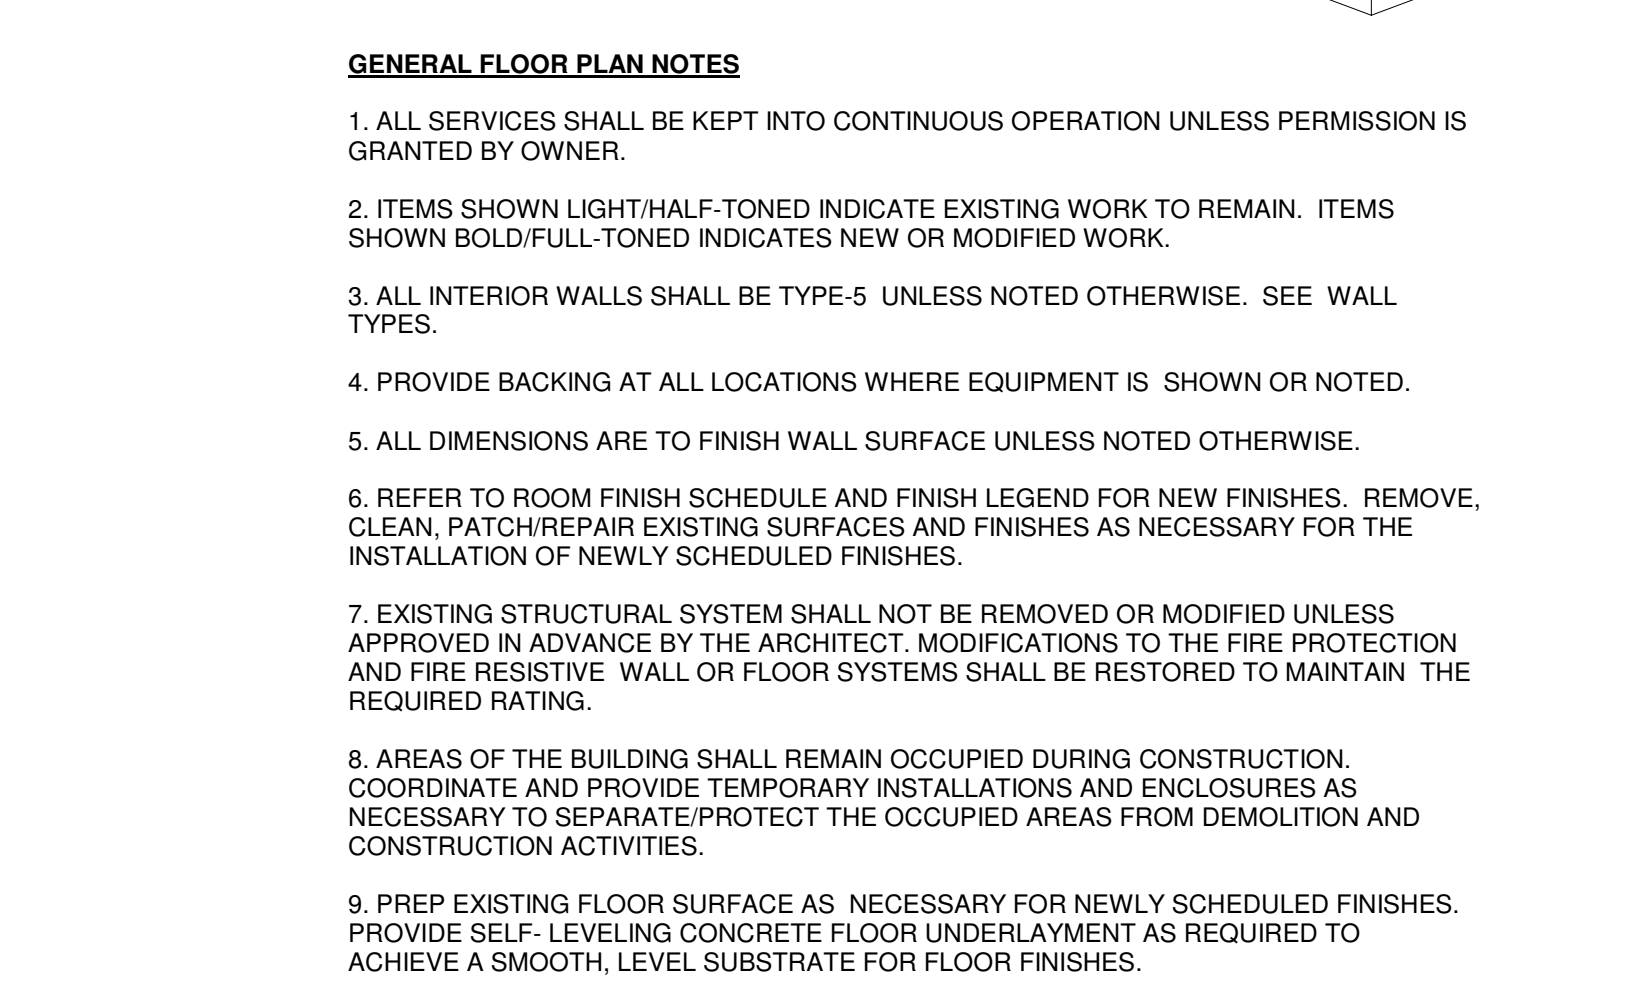 GENERAL FLOOR PLAN NOTES
1. ALL SERVICES SHALL BE KEPT INTO CONTINUOUS OPERATION UNLESS PERMISSION IS
GRANTED BY OWNER.
2. ITEMS SHOWN LIGHT/HALF-TONED INDICATE EXISTING WORK TO REMAIN.  ITEMS
SHOWN BOLD/FULL-TONED INDICATES NEW OR MODIFIED WORK.
3. ALL INTERIOR WALLS SHALL BE TYPE-5  UNLESS NOTED OTHERWISE.  SEE  WALL
TYPES.
4. PROVIDE BACKING AT ALL LOCATIONS WHERE EQUIPMENT IS  SHOWN OR NOTED.
5. ALL DIMENSIONS ARE TO FINISH WALL SURFACE UNLESS NOTED OTHERWISE.
6. REFER TO ROOM FINISH SCHEDULE AND FINISH LEGEND FOR NEW FINISHES.  REMOVE,
CLEAN, PATCH/REPAIR EXISTING SURFACES AND FINISHES AS NECESSARY FOR THE
INSTALLATION OF NEWLY SCHEDULED FINISHES.
7. EXISTING STRUCTURAL SYSTEM SHALL NOT BE REMOVED OR MODIFIED UNLESS
APPROVED IN ADVANCE BY THE ARCHITECT. MODIFICATIONS TO THE FIRE PROTECTION
AND FIRE RESISTIVE  WALL OR FLOOR SYSTEMS SHALL BE RESTORED TO MAINTAIN  THE
REQUIRED RATING.
8. AREAS OF THE BUILDING SHALL REMAIN OCCUPIED DURING CONSTRUCTION.
COORDINATE AND PROVIDE TEMPORARY INSTALLATIONS AND ENCLOSURES AS
NECESSARY TO SEPARATE/PROTECT THE OCCUPIED AREAS FROM DEMOLITION AND
CONSTRUCTION ACTIVITIES.
9. PREP EXISTING FLOOR SURFACE AS  NECESSARY FOR NEWLY SCHEDULED FINISHES.
PROVIDE SELF- LEVELING CONCRETE FLOOR UNDERLAYMENT AS REQUIRED TO
ACHIEVE A SMOOTH, LEVEL SUBSTRATE FOR FLOOR FINISHES.